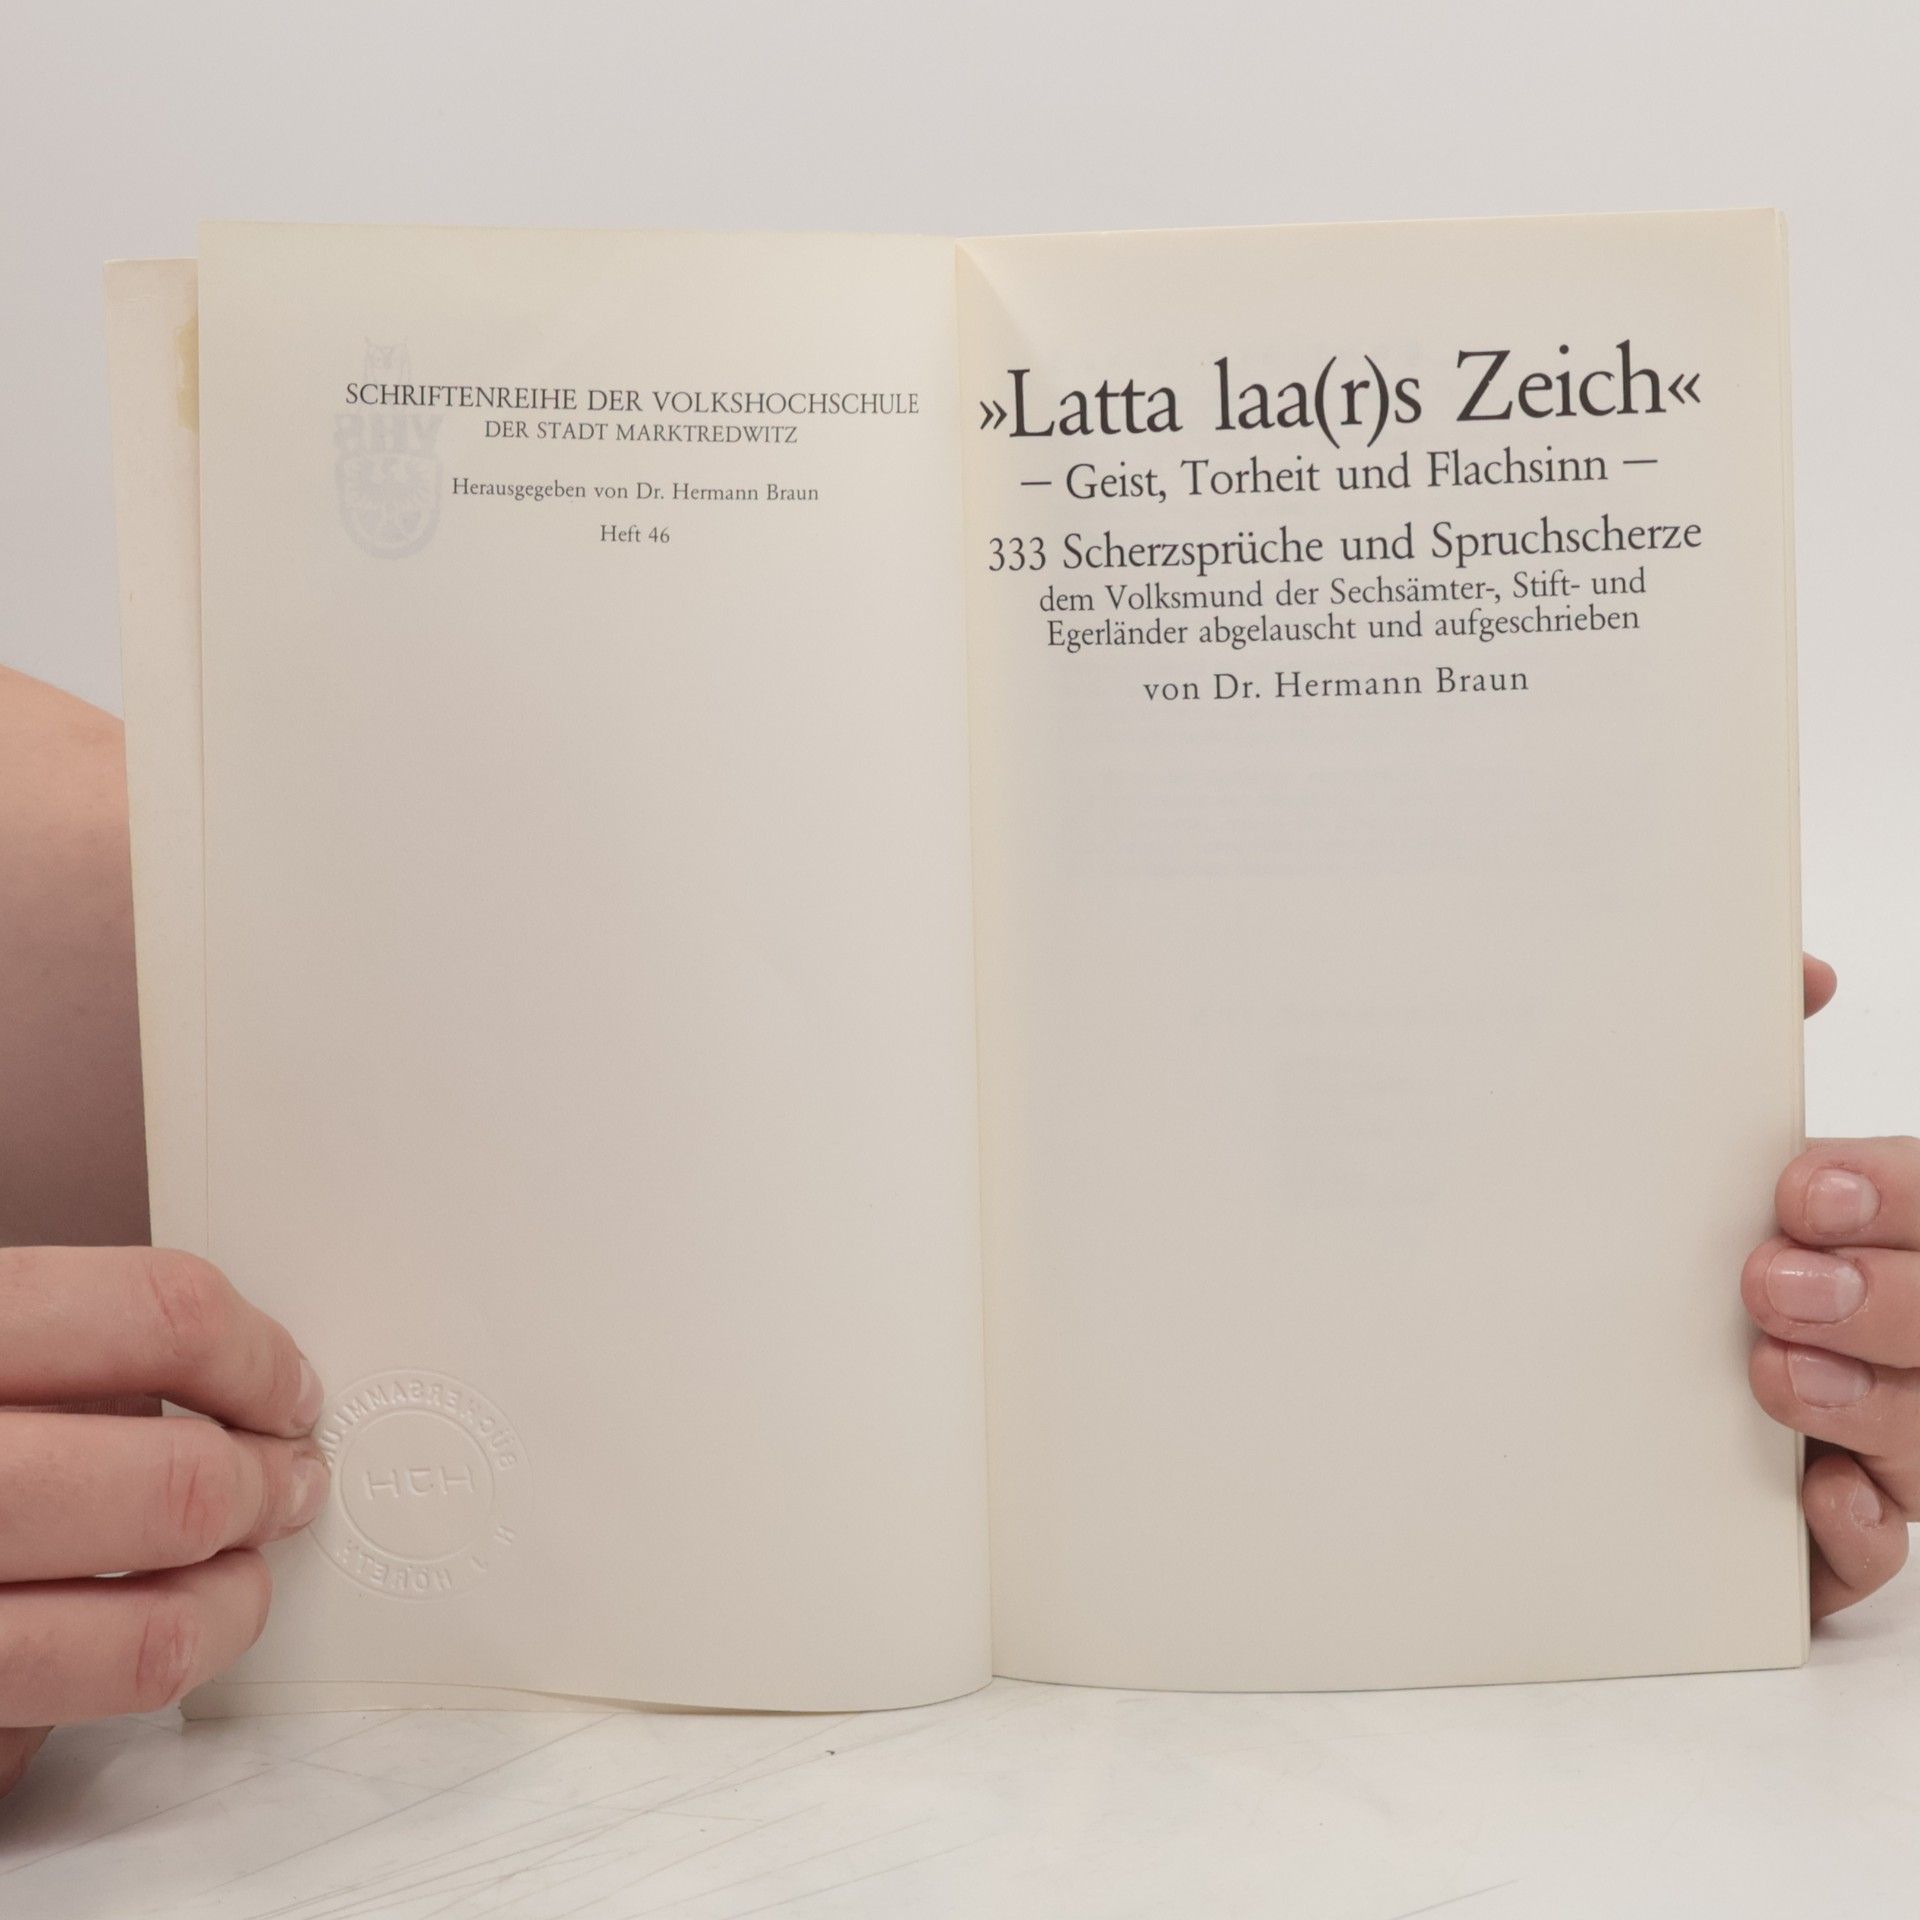 SCHRIFTENREIHE DER VOLKSHOCHSCHULE
DER STADT MARKTREDWITZ
Herausgegeben von Dr. Hermann Braun
Heft 46
VHS
»Latta laa(r)s Zeich«
— Geist, Torheit und Flachsinn —
333 Scherzsprüche und Spruchscherze
dem Volksmund der Sechsämter-, Stift- und
Egerländer abgelauscht und aufgeschrieben
von Dr. Hermann Braun